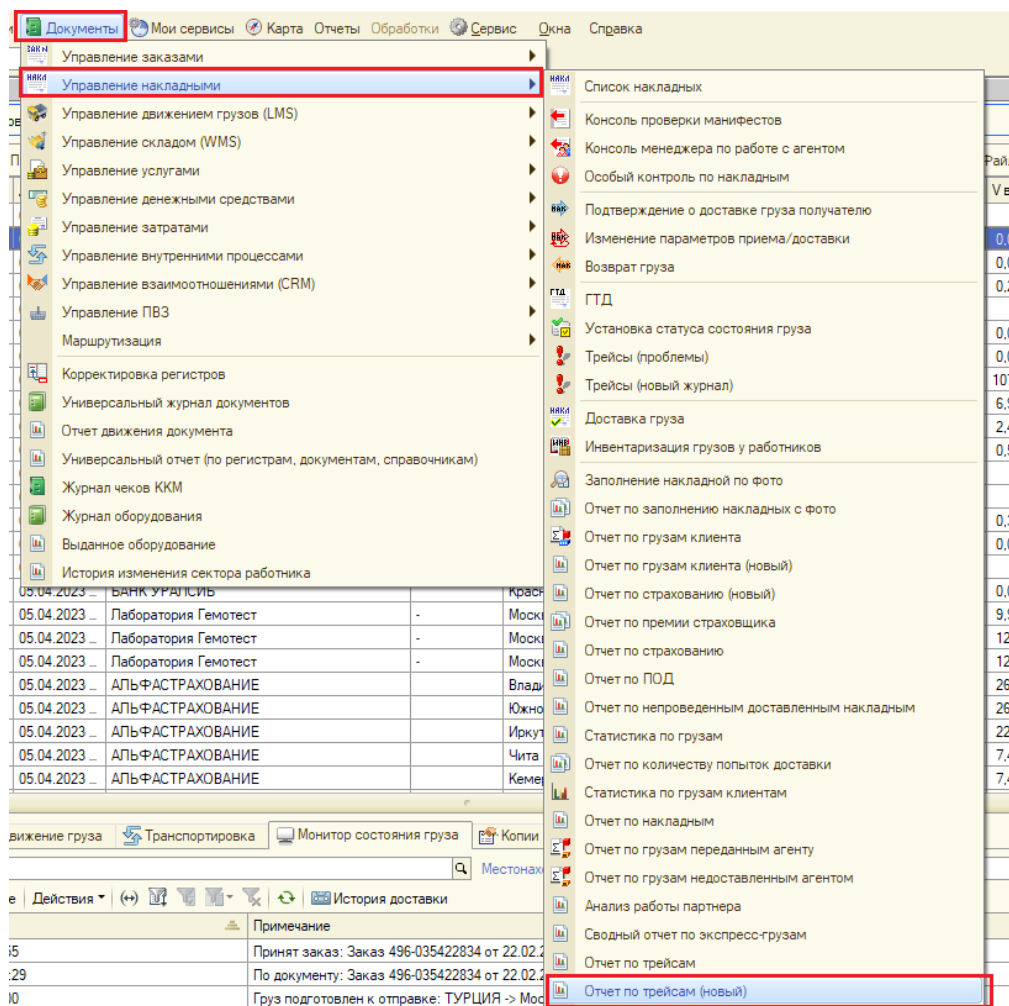 Документы Мои сервисы Карта Отчеты Обработки Сервис Окна Справка
Управление заказами
Управление накладными
Управление движением грузов (LMS)
Управление складом (WMS)
Управление услугами
Управление денежными средствами
Управление затратами
Управление внутренними процессами
Управление взаимоотношениями (CRM)
Управление ПВЗ
Маршрутизация
Корректировка регистров
Универсальный журнал документов
Отчет движения документа
Универсальный отчет (по регистрам, документам, справочникам)
Журнал чеков ККМ
Журнал оборудования
Выданное оборудование
История изменения сектора работника
Список накладных
Консоль проверки манифестов
Консоль менеджера по работе с агентом
Особый контроль по накладным
Подтверждение о доставке груза получателю
Изменение параметров приема/доставки
Возврат груза
ГТД
Установка статуса состояния груза
Трейсы (проблемы)
Трейсы (новый журнал)
Доставка груза
Инвентаризация грузов у работников
Заполнение накладной по фото
Отчет по заполнению накладных с фото
Отчет по грузам клиента
Отчет по грузам клиента (новый)
Отчет по страхованию (новый)
Отчет по премии страховщика
Отчет по страхованию
Отчет по ПОД
Отчет по непроведенным доставленным накладным
Статистика по грузам
Отчет по количеству попыток доставки
Статистика по грузам клиентам
Отчет по накладным
Отчет по грузам переданным агенту
Отчет по грузам недоставленным агентом
Анализ работы партнера
Сводный отчет по экспресс-грузам
Отчет по трейсам
Отчет по трейсам (новый)
05.04.2023 ... БАНК УРАЛСИБ
05.04.2023 ... Лаборатория Гемотест -
05.04.2023 ... Лаборатория Гемотест -
05.04.2023 ... Лаборатория Гемотест -
05.04.2023 ... АЛЬФАСТРАХОВАНИЕ
05.04.2023 ... АЛЬФАСТРАХОВАНИЕ
05.04.2023 ... АЛЬФАСТРАХОВАНИЕ
05.04.2023 ... АЛЬФАСТРАХОВАНИЕ Чита
05.04.2023 ... АЛЬФАСТРАХОВАНИЕ
движение груза Транспортировка Монитор состояния груза Копии
Действия История доставки
Примечание
Принят заказ: Заказ 496-035422834 от 22.02.2
По документу: Заказ 496-035422834 от 22.02.2
Груз подготовлен к отправке: ТУРЦИЯ -> Мос